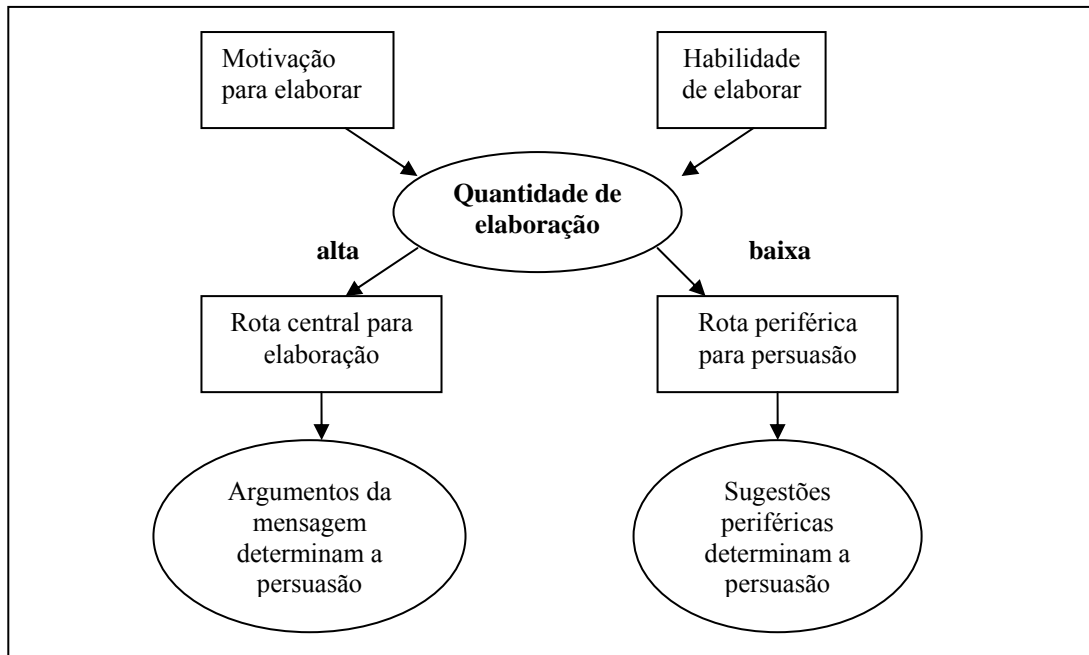 Motivação
para elaborar
Habilidade
de elaborar
Quantidade de
elaboração
alta
baixa
Rota central para
elaboração
Rota periférica
para persuasão
Argumentos da
mensagem
determinam a
persuasão
Sugestões
periféricas
determinam a
persuasão